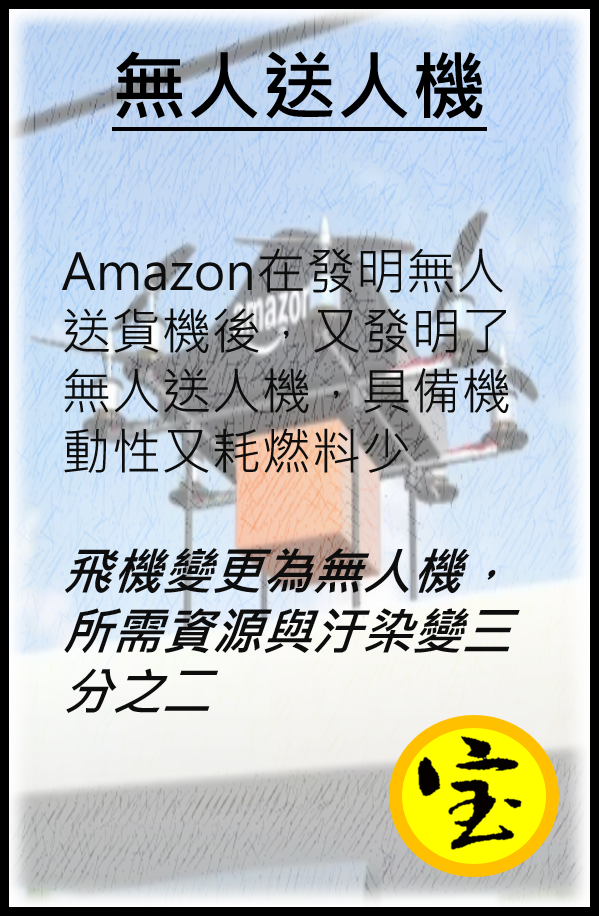 無人送人機
Amazon在發明無人
送貨機後，又發明了
無人送人機，具備機
動性又耗燃料少
飛機變更為無人機，
所需資源與汙染變三
分之二
amazon
宝